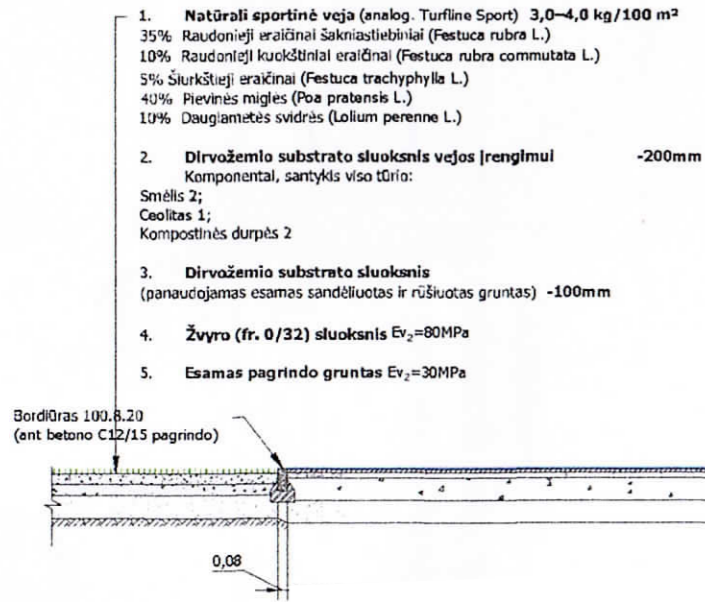 1. Natūrali sportinė veja (analog. Turfline Sport) 3,0–4,0 kg/100 m²
35% Raudonieji eraičinai šakniastiebiniai (Festuca rubra L.)
10% Raudonieji kuokštiniai eraičinai (Festuca rubra commutata L.)
5% Šiurkštieji eraičinai (Festuca trachyphylla L.)
40% Pievinės miglės (Poa pratensis L.)
10% Daugiametės svidrės (Lolium perenne L.)
2. Dirvožemio substrato sluoksnis vejos įrengimui -200mm
Komponentai, santykis viso tūrio:
Smėlis 2;
Ceolitas 1;
Kompostinės durpės 2
3. Dirvožemio substrato sluoksnis
(panaudojamas esamas sandėliuotas ir rūšiuotas gruntas) -100mm
4. Žvyro (fr. 0/32) sluoksnis Ev₂=80MPa
5. Esamas pagrindo gruntas Ev₂=30MPa
Bordiūras 100.8.20
(ant betono C12/15 pagrindo)
0,08